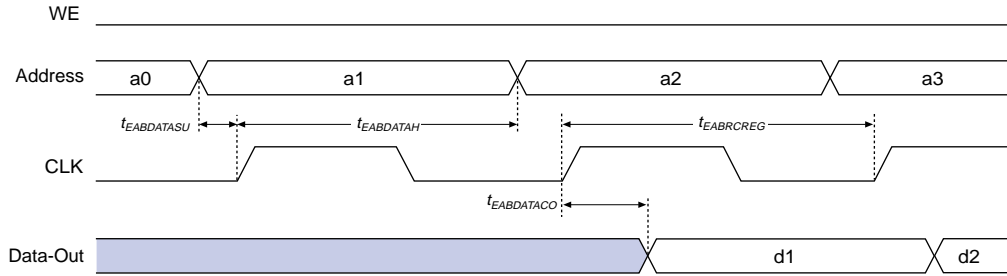 WE
Address a0 a1 a2 a3
tEABDATASU tEABDATAH tEABRCREG
CLK
tEABDATACO
Data-Out d1 d2